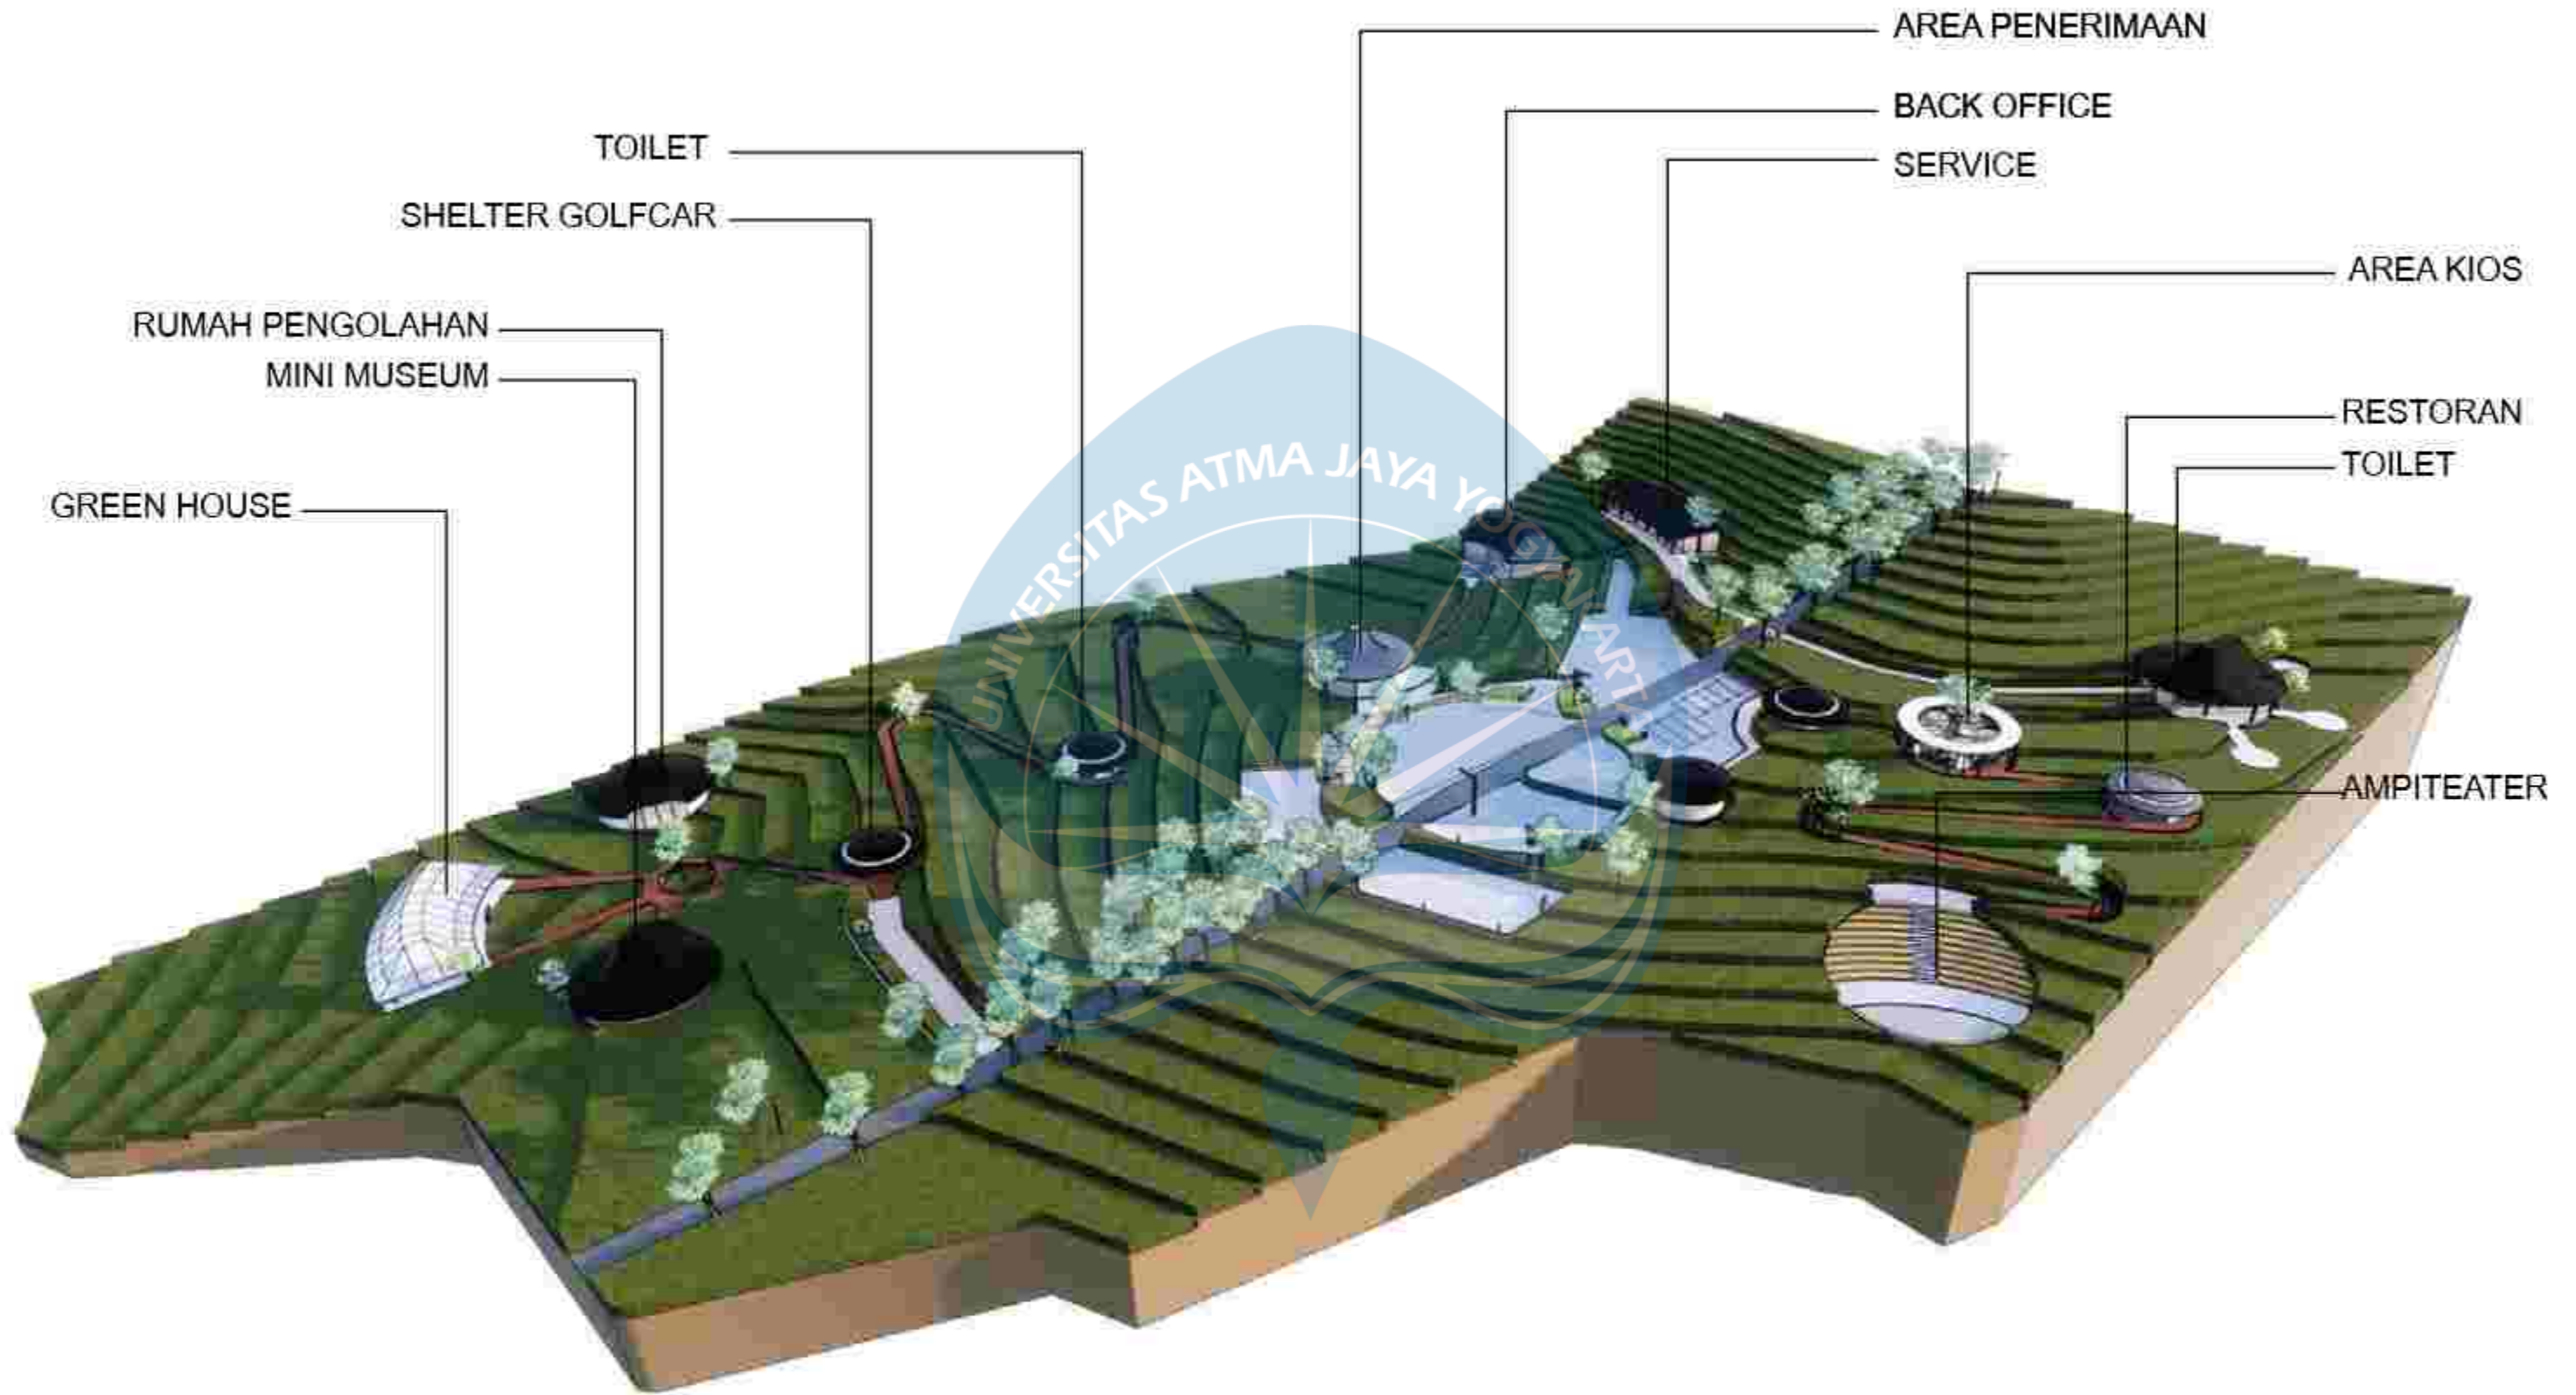 AREA PENERIMAAN
BACK OFFICE
TOILET
SERVICE
SHELTER GOLFCAR
AREA KIOS
RUMAH PENGOLAHAN
MINI MUSEUM
RESTORAN
TOILET
GREEN HOUSE
UNIVERSITAS ATMA JAYA YOGYAKARTA
AMPITEATER